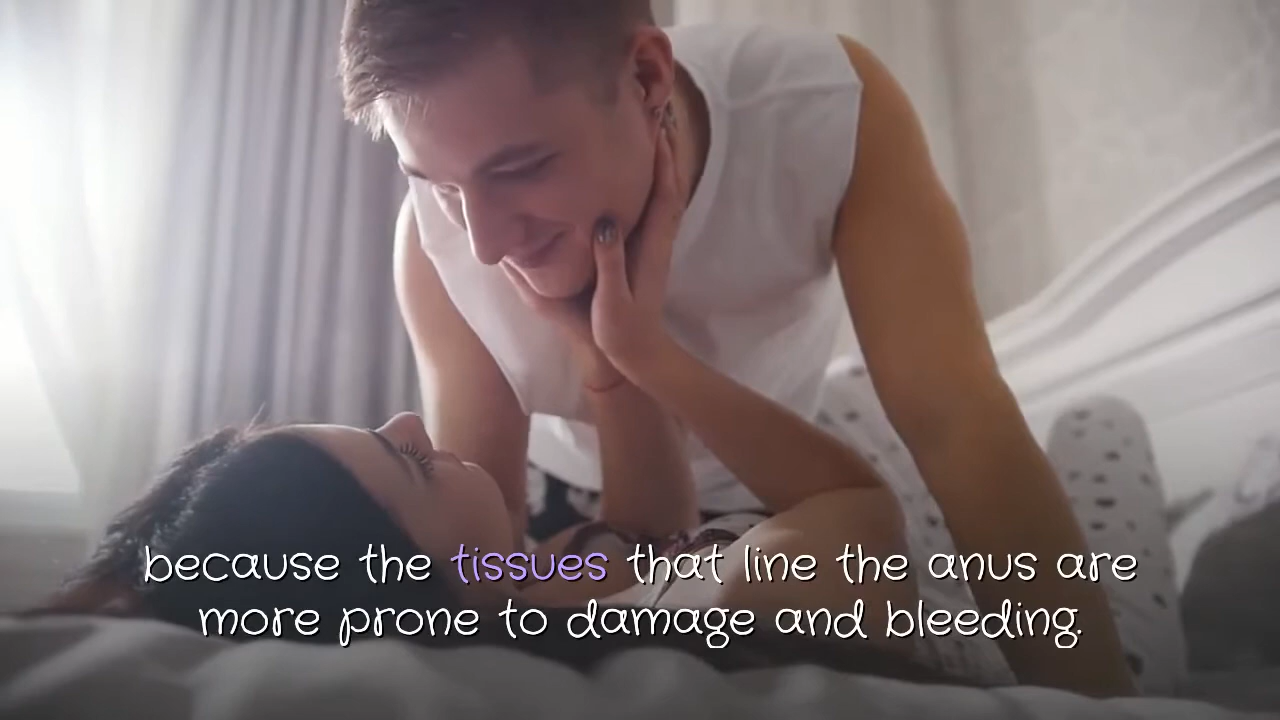 because the tissues that line the anus are
more prone to damage and bleeding.